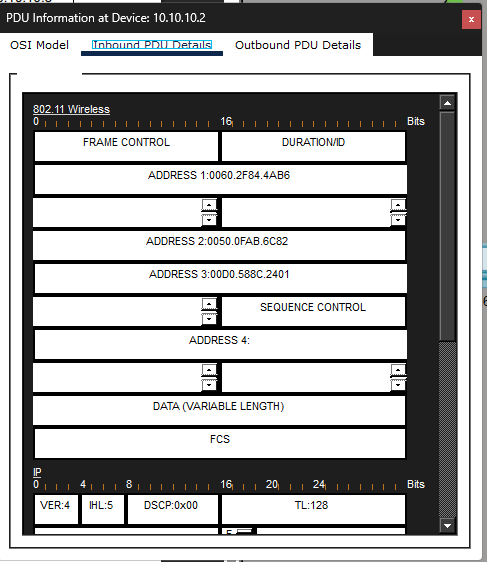 PDU Information at Device: 10.10.10.2
OSI Model Inbound PDU Details Outbound PDU Details
802.11 Wireless
0 16 Bits
FRAME CONTROL DURATION/ID
ADDRESS 1:0060.2F84.4AB6
ADDRESS 2:0050.0FAB.6C82
ADDRESS 3:00D0.588C.2401
SEQUENCE CONTROL
ADDRESS 4:
DATA (VARIABLE LENGTH)
FCS
IP
0 4 8 16 20 24 Bits
VER:4 IHL:5 DSCP:0x00 TL:128